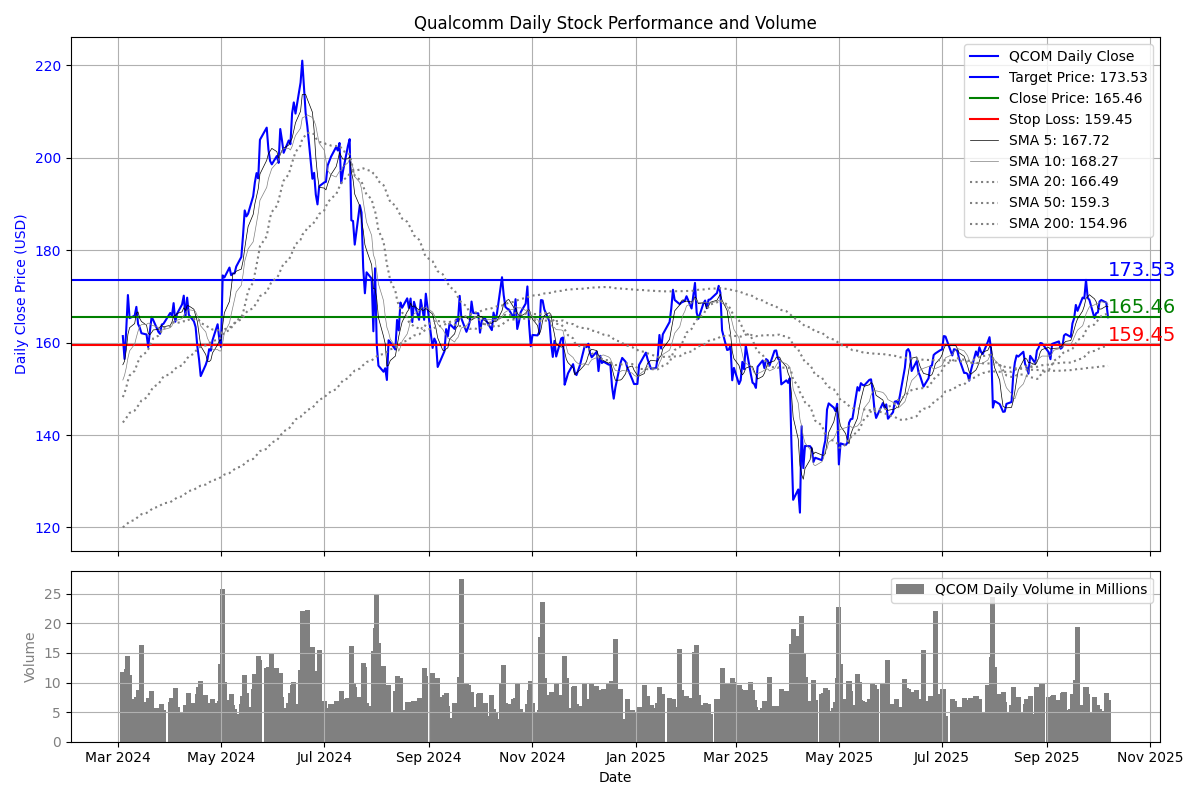 Qualcomm Daily Stock Performance and Volume
Daily Close Price (USD)
220
200
180
160
140
120
QCOM Daily Close
Target Price: 173.53
Close Price: 165.46
Stop Loss: 159.45
SMA 5: 167.72
SMA 10: 168.27
SMA 20: 166.49
SMA 50: 159.3
SMA 200: 154.96
173.53
165.46
159.45
Volume
25
20
15
10
5
0
QCOM Daily Volume in Millions
Mar 2024 May 2024 Jul 2024 Sep 2024 Nov 2024 Jan 2025 Mar 2025 May 2025 Jul 2025 Sep 2025 Nov 2025
Date